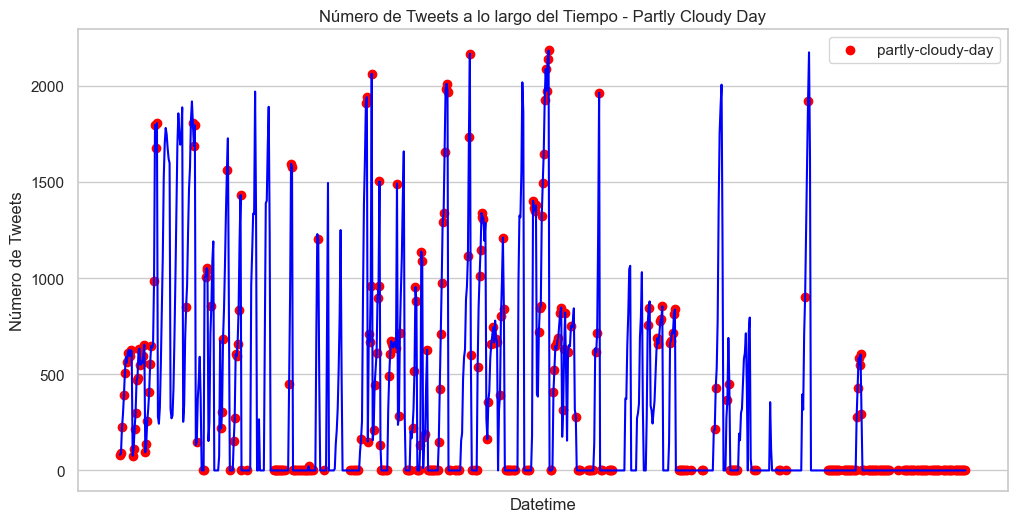 Número de Tweets a lo largo del Tiempo - Partly Cloudy Day
partly-cloudy-day
Número de Tweets
2000
1500
1000
500
0
Datetime